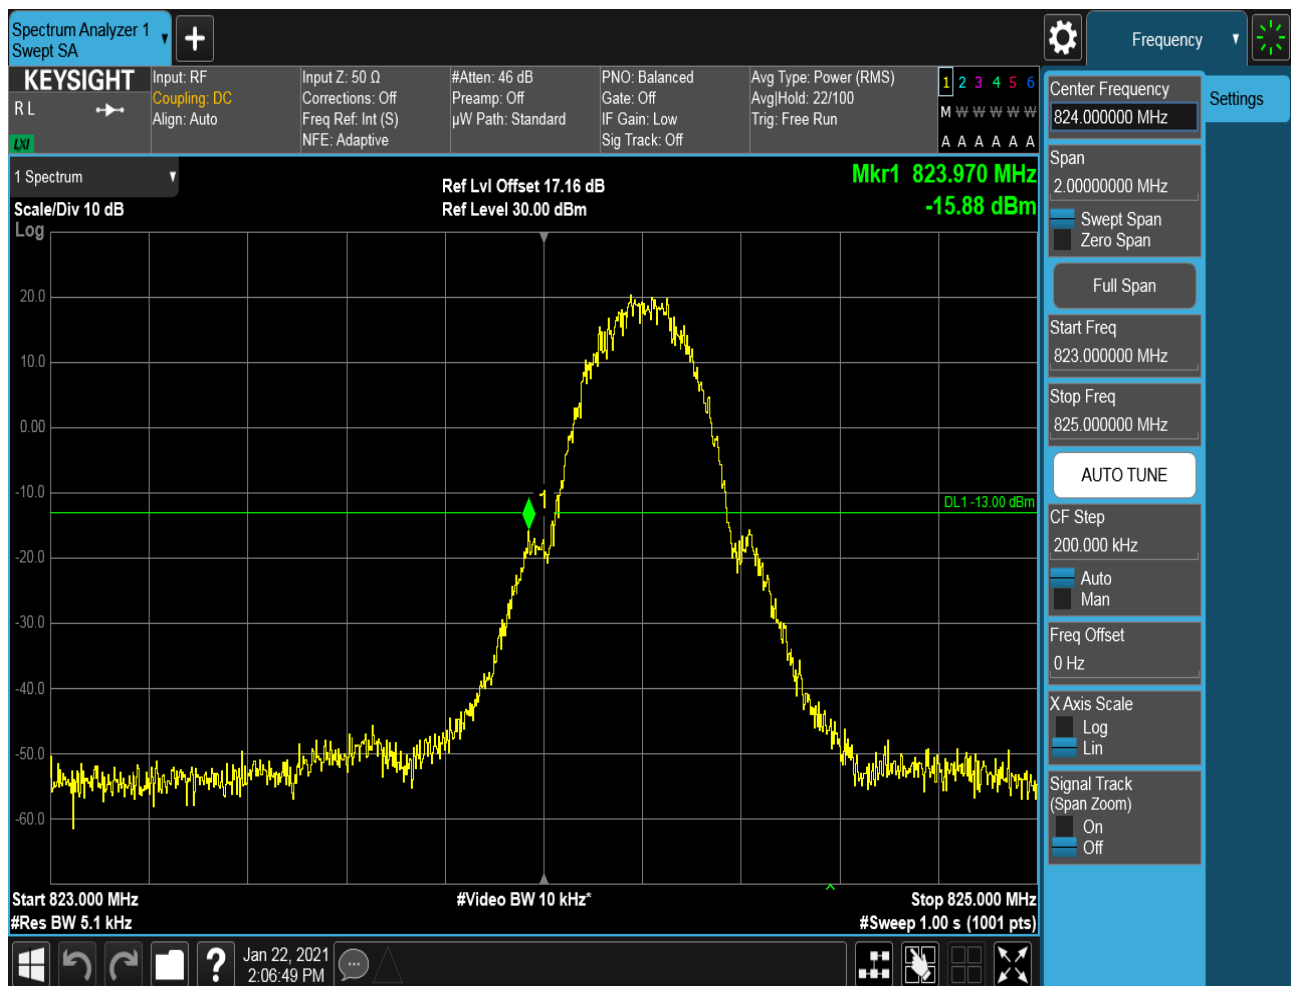 Spectrum Analyzer 1
Swept SA
Frequency
KEYSIGHT
R L
LXI
Input: RF
Coupling: DC
Align: Auto
Input Z: 50 Ω
Corrections: Off
Freq Ref: Int (S)
NFE: Adaptive
#Atten: 46 dB
Preamp: Off
µW Path: Standard
PNO: Balanced
Gate: Off
IF Gain: Low
Sig Track: Off
Avg Type: Power (RMS)
Avg|Hold: 22/100
Trig: Free Run
1 2 3 4 5 6
M W W W W W
A A A A A A
1 Spectrum
Scale/Div 10 dB
Log
Ref Lvl Offset 17.16 dB
Ref Level 30.00 dBm
Mkr1 823.970 MHz
-15.88 dBm
20.0
10.0
0.00
-10.0
-20.0
-30.0
-40.0
-50.0
-60.0
1
DL1 -13.00 dBm
Start 823.000 MHz
#Res BW 5.1 kHz
#Video BW 10 kHz*
Stop 825.000 MHz
#Sweep 1.00 s (1001 pts)
Jan 22, 2021
2:06:49 PM
Center Frequency
824.000000 MHz
Span
2.00000000 MHz
Swept Span
Zero Span
Full Span
Start Freq
823.000000 MHz
Stop Freq
825.000000 MHz
AUTO TUNE
CF Step
200.000 kHz
Auto
Man
Freq Offset
0 Hz
X Axis Scale
Log
Lin
Signal Track
(Span Zoom)
On
Off
Settings